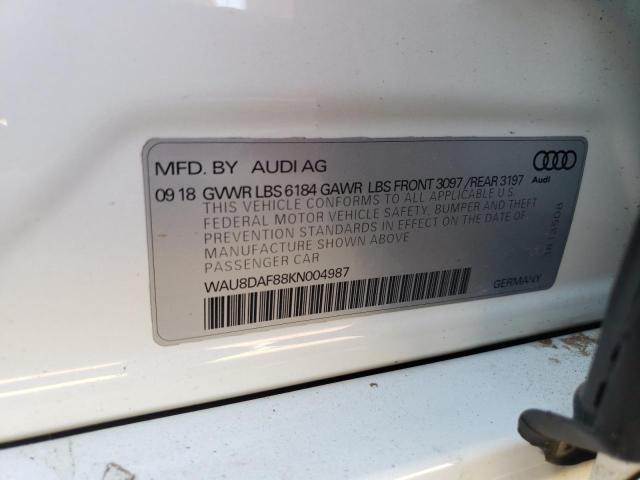 MFD. BY AUDI AG
09 18 GVWR LBS 6184 GAWR LBS FRONT 3097 / REAR 3197
Audi
THIS VEHICLE CONFORMS TO ALL APPLICABLE U.S.
FEDERAL MOTOR VEHICLE SAFETY, BUMPER AND THEFT
PREVENTION STANDARDS IN EFFECT ON THE DATE OF
MANUFACTURE SHOWN ABOVE
PASSENGER CAR
WAU8DAF88KN004987
GERMANY